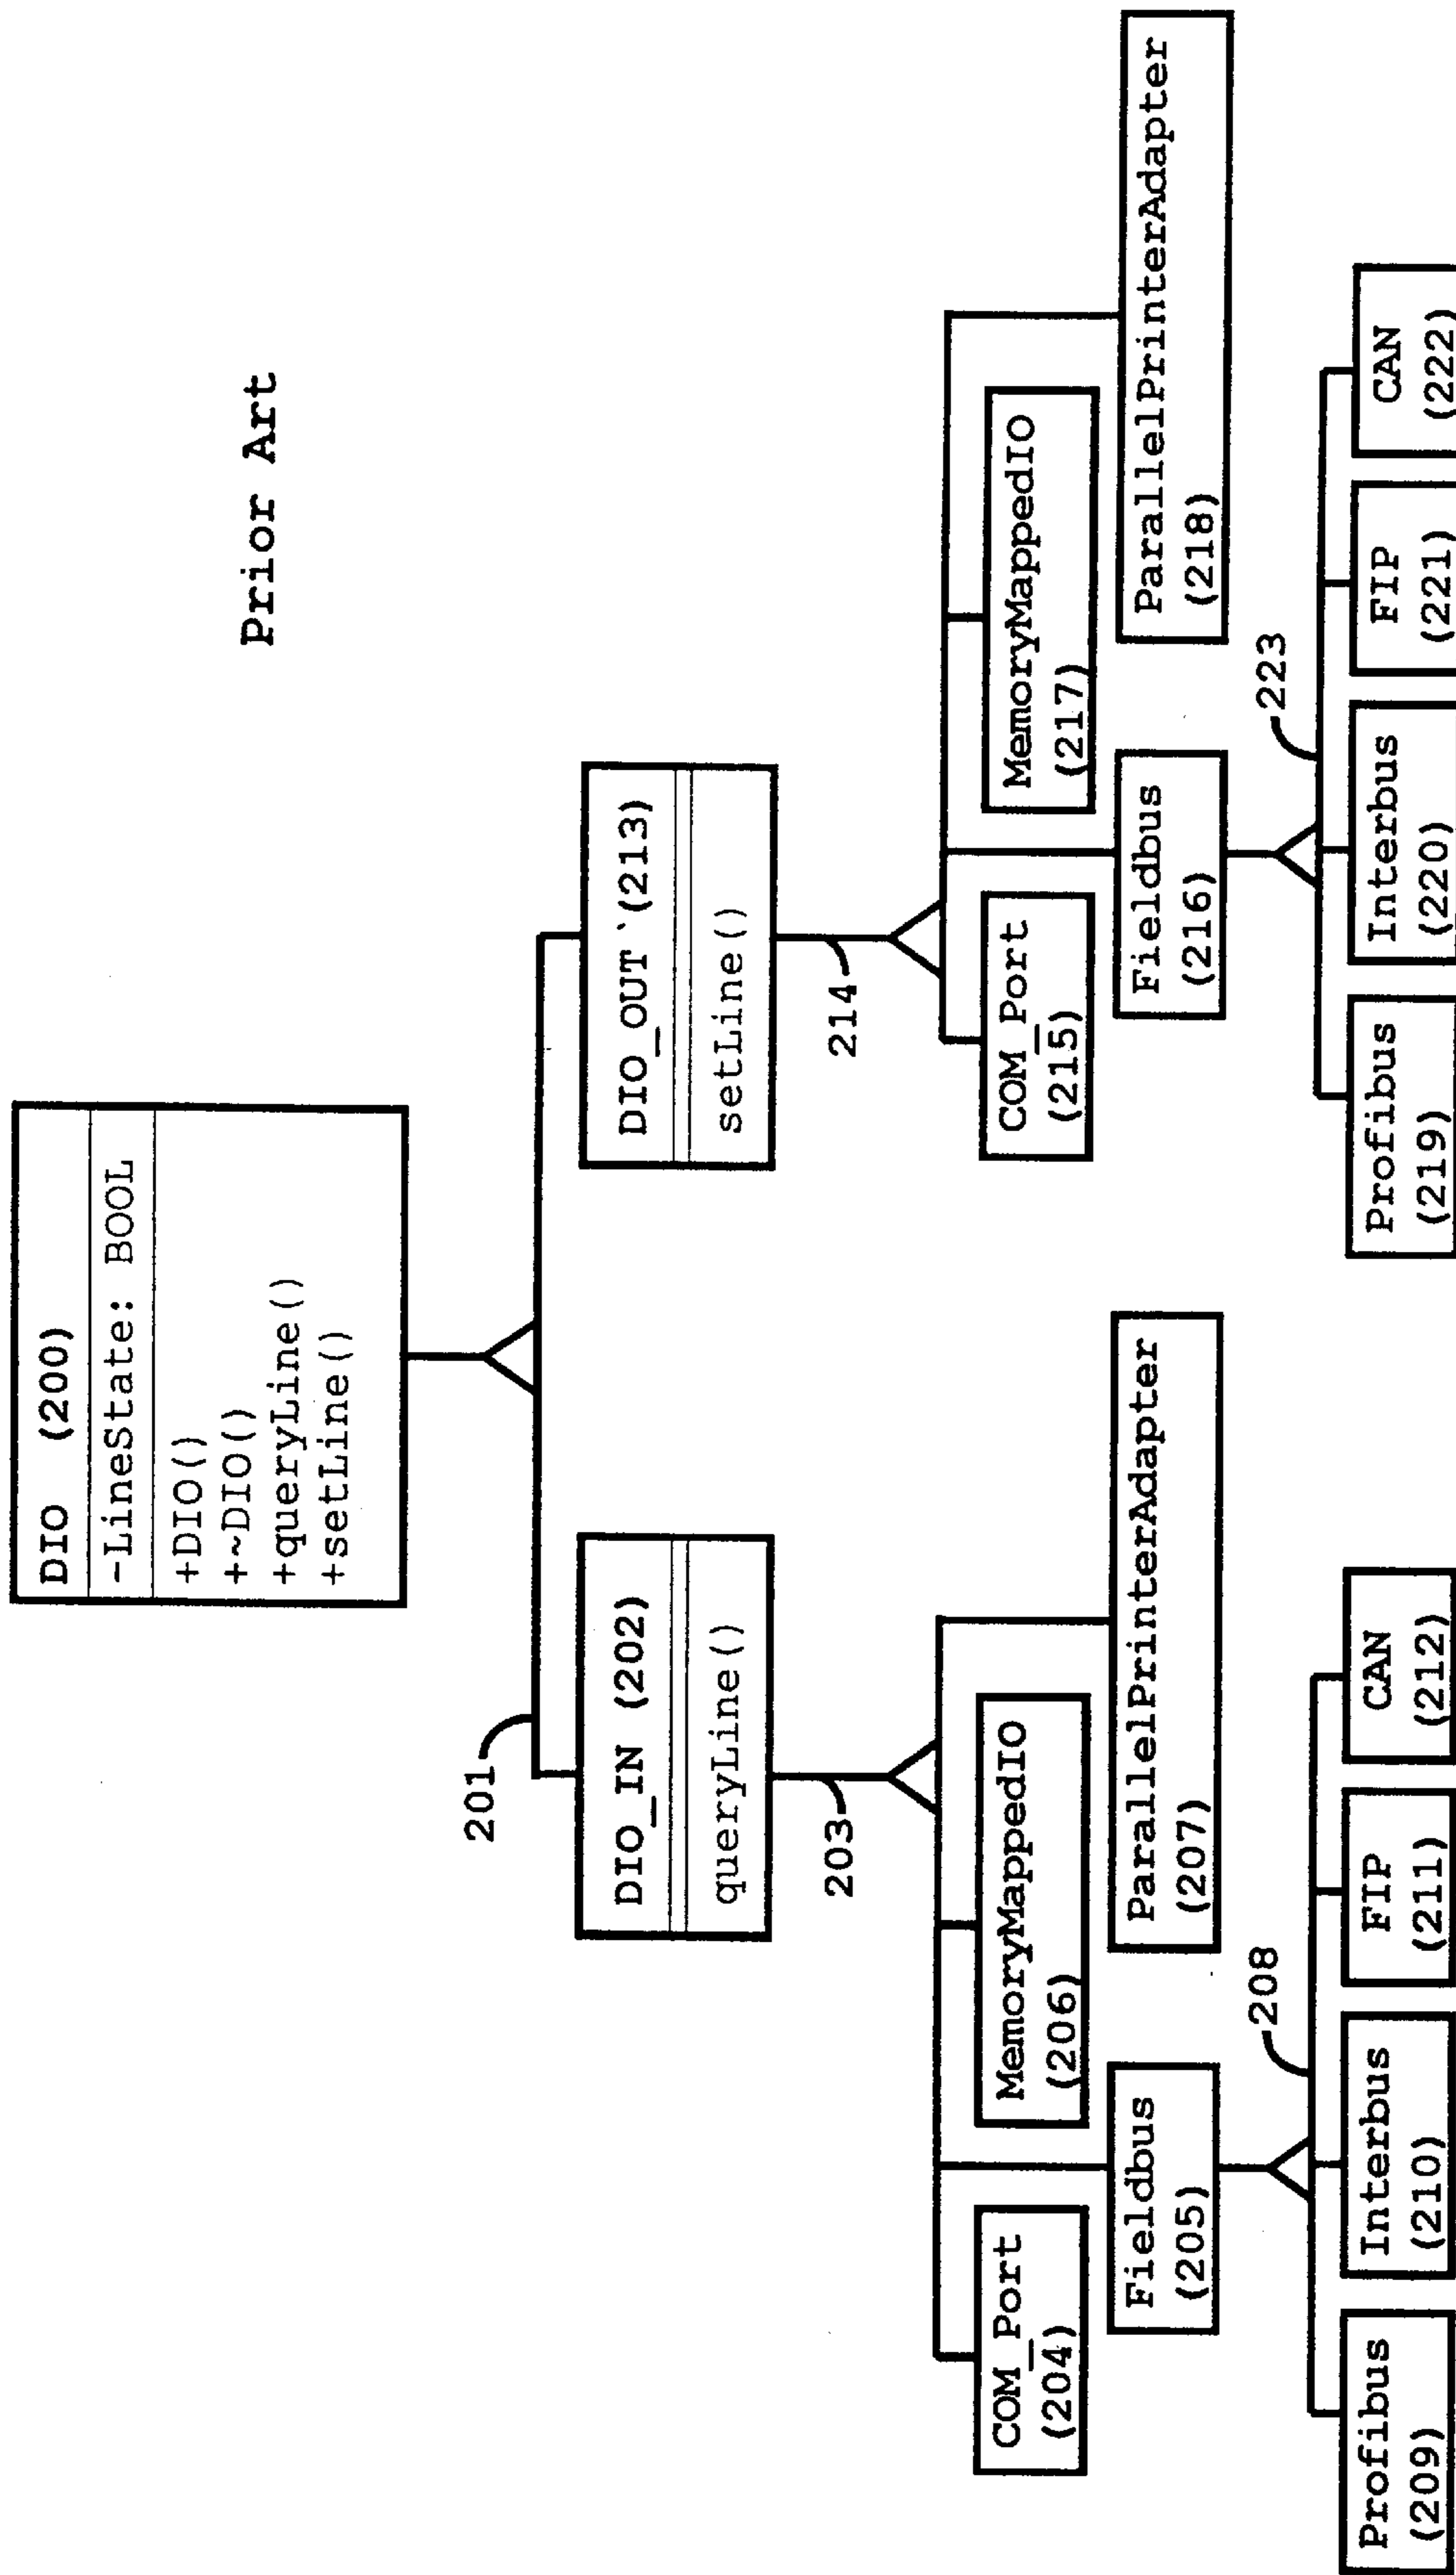 Prior Art
DIO (200)
-LineState: BOOL
+DIO()
+~DIO()
+queryLine()
+setLine()
201
DIO_IN (202)
queryLine()
DIO_OUT`(213)
setLine()
203
214
COM_Port
(204)
MemoryMappedIO
(206)
Fieldbus
(205)
ParallelPrinterAdapter
(207)
COM_Port
(215)
MemoryMappedIO
(217)
Fieldbus
(216)
ParallelPrinterAdapter
(218)
208
Profibus
(209)
Interbus
(210)
FIP
(211)
CAN
(212)
223
Profibus
(219)
Interbus
(220)
FIP
(221)
CAN
(222)